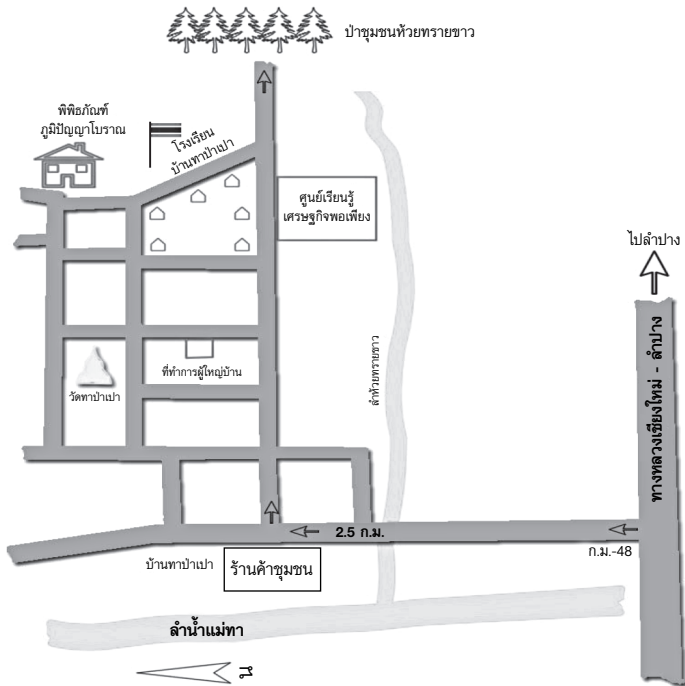 ป่าชุมชนห้วยทรายขาว
พิพิธภัณฑ์
ภูมิปัญญาโบราณ
โรงเรียน
บ้านทาป่าเปา
ศูนย์เรียนรู้
เศรษฐกิจพอเพียง
ไปลำปาง
ทางหลวงเชียงใหม่ - ลำปาง
ลำห้วยทรายขาว
วัดทาป่าเปา
ที่ทำการผู้ใหญ่บ้าน
2.5 ก.ม.
ก.ม.-48
บ้านทาป่าเปา
ร้านค้าชุมชน
ลำน้ำแม่ทา
น